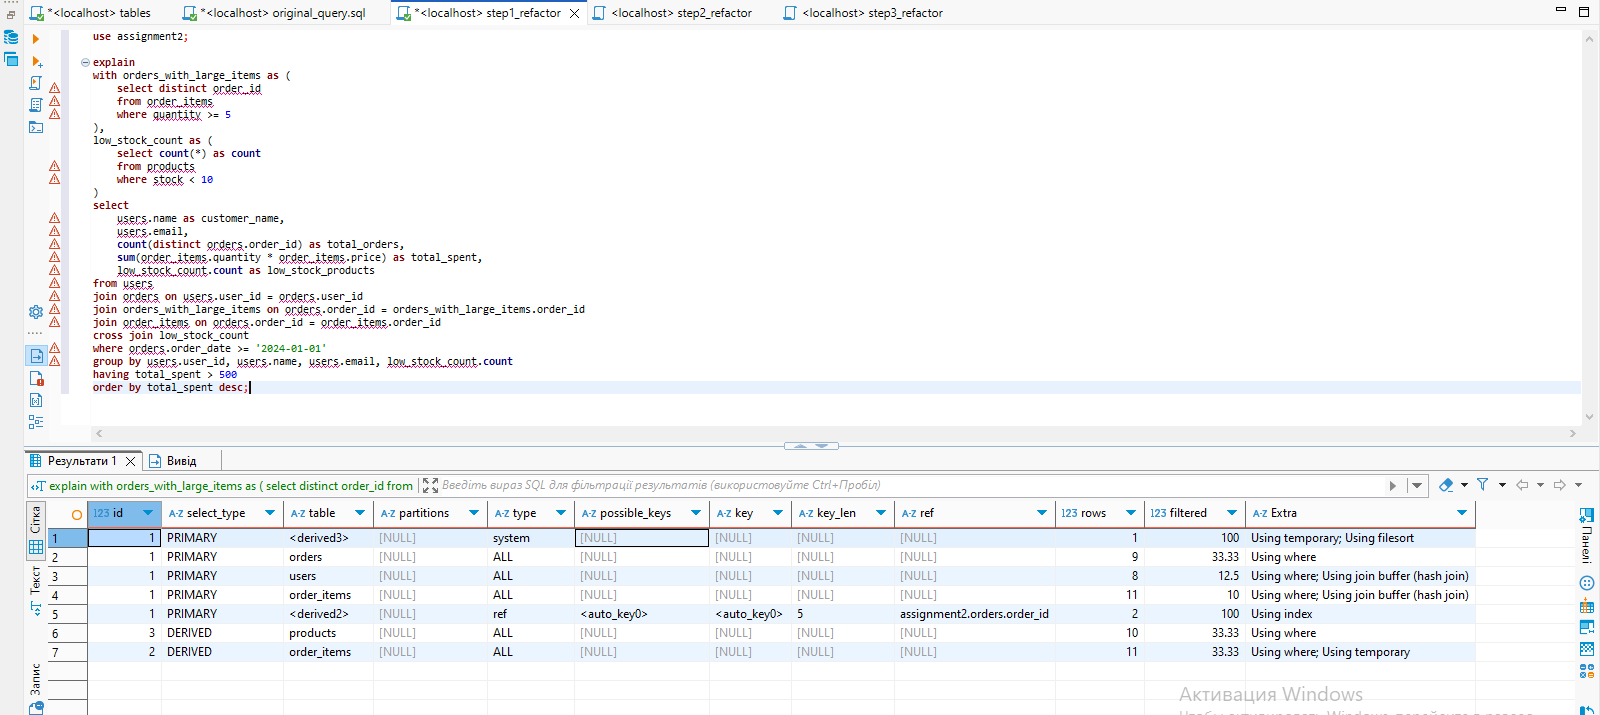 *<localhost> tables
*<localhost> original_query.sql
*<localhost> step1_refactor
<localhost> step2_refactor
<localhost> step3_refactor
use assignment2;
explain
with orders_with_large_items as (
select distinct order_id
from order_items
where quantity >= 5
),
low_stock_count as (
select count(*) as count
from products
where stock < 10
)
select
users.name as customer_name,
users.email,
count(distinct orders.order_id) as total_orders,
sum(order_items.quantity * order_items.price) as total_spent,
low_stock_count.count as low_stock_products
from users
join orders on users.user_id = orders.user_id
join orders_with_large_items on orders.order_id = orders_with_large_items.order_id
join order_items on orders.order_id = order_items.order_id
cross join low_stock_count
where orders.order_date >= '2024-01-01'
group by users.user_id, users.name, users.email, low_stock_count.count
having total_spent > 500
order by total_spent desc;
Результати 1
Вивід
explain with orders_with_large_items as ( select distinct order_id from
Введіть вираз SQL для фільтрації результатів (використовуйте Ctrl+Пробіл)
Сітка
Текст
Запис
Панелі
123 id A-Z select_type A-Z table A-Z partitions A-Z type A-Z possible_keys A-Z key A-Z key_len A-Z ref 123 rows 123 filtered A-Z Extra
1 1 PRIMARY <derived3> [NULL] system [NULL] [NULL] [NULL] [NULL] 1 100 Using temporary; Using filesort
2 1 PRIMARY orders [NULL] ALL [NULL] [NULL] [NULL] [NULL] 9 33.33 Using where
3 1 PRIMARY users [NULL] ALL [NULL] [NULL] [NULL] [NULL] 8 12.5 Using where; Using join buffer (hash join)
4 1 PRIMARY order_items [NULL] ALL [NULL] [NULL] [NULL] [NULL] 11 10 Using where; Using join buffer (hash join)
5 1 PRIMARY <derived2> [NULL] ref <auto_key0> <auto_key0> 5 assignment2.orders.order_id 2 100 Using index
6 3 DERIVED products [NULL] ALL [NULL] [NULL] [NULL] [NULL] 10 33.33 Using where
7 2 DERIVED order_items [NULL] ALL [NULL] [NULL] [NULL] [NULL] 11 33.33 Using where; Using temporary
Активация Windows